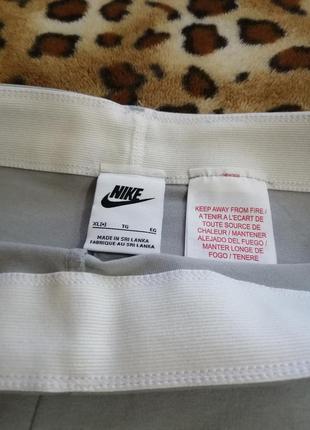 NIKE
XL(+) TG EG
MADE IN SRI LANKA
FABRIQUE AU SRI LANKA
KEEP AWAY FROM FIRE /
A TENIR A L'ECART DE
TOUTE SOURCE DE
CHALEUR / MANTENER
ALEJADO DEL FUEGO /
MANTER LONGE DE
FOGO / TENERE